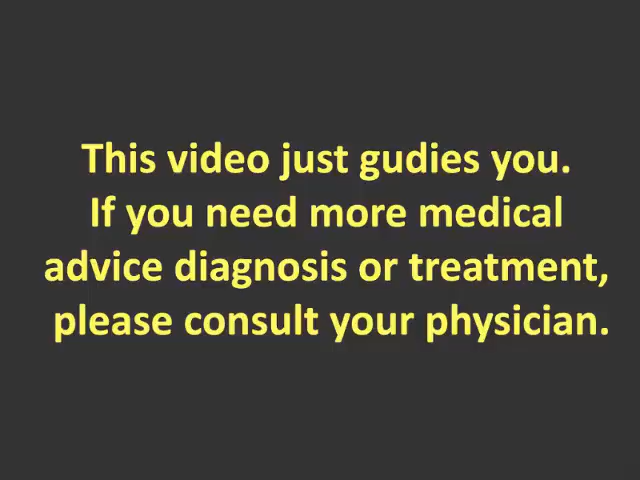 This video just gudies you.
If you need more medical
advice diagnosis or treatment,
please consult your physician.